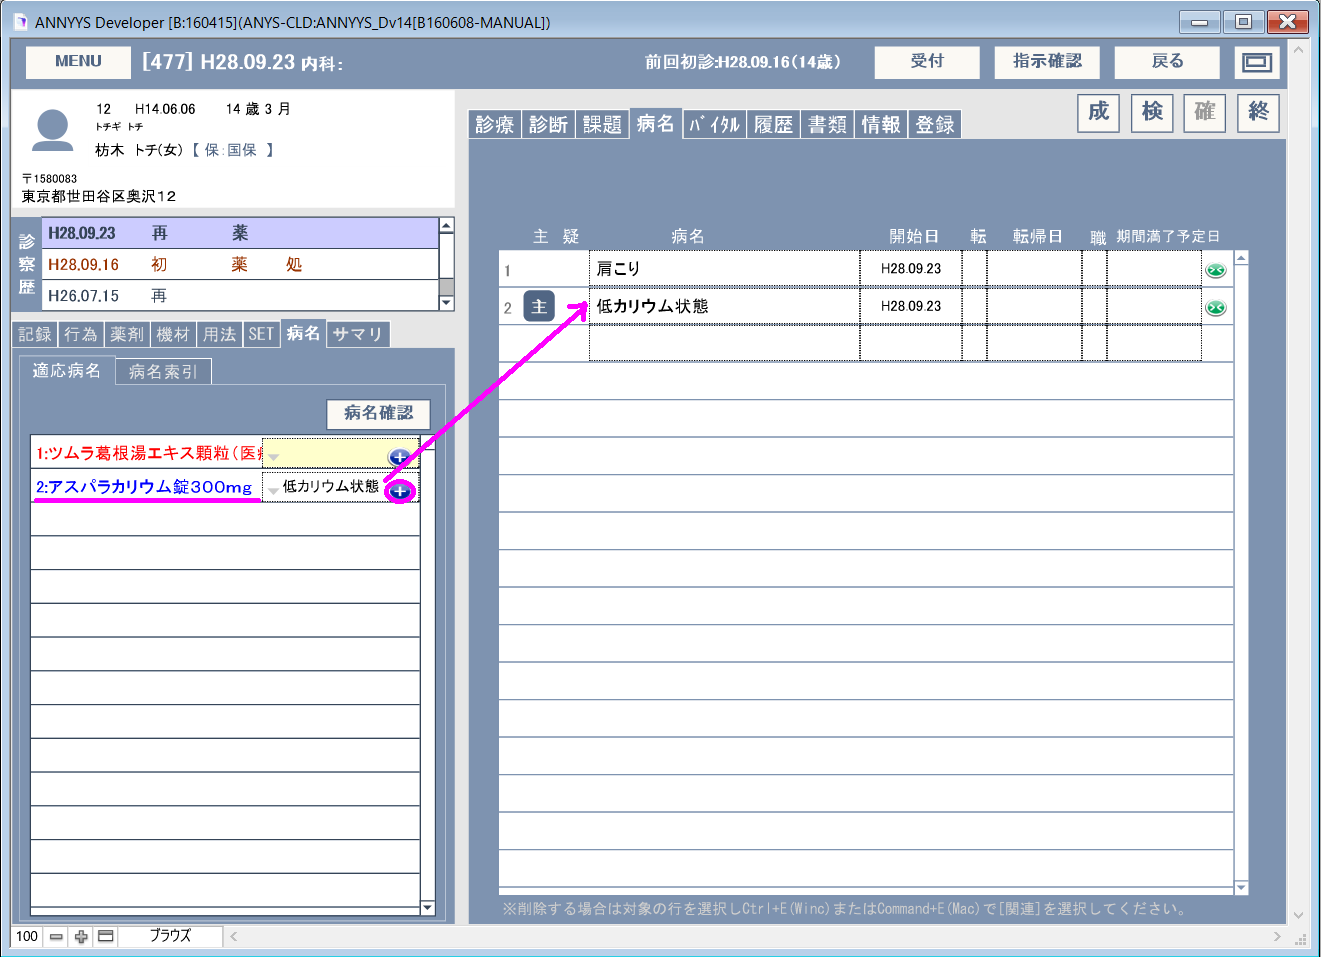 ANNYYS Developer [B:160415](ANYS-CLD:ANNYYS_Dv14[B160608-MANUAL])
MENU [477] H28.09.23 内科: 前回初診:H28.09.16(14歳) 受付 指示確認 戻る
12 H14.06.06 14 歳 3 月
トチギ トチ
枋木 トチ(女) 【 保:国保 】
〒1580083
東京都世田谷区奥沢12
成 検 確 終
診療 診断 課題 病名 バイタル 履歴 書類 情報 登録
診察歴
H28.09.23 再 薬
H28.09.16 初 薬 処
H26.07.15 再
記録 行為 薬剤 機材 用法 SET 病名 サマリ
適応病名 病名索引
病名確認
1:ツムラ葛根湯エキス顆粒(医
2:アスパラカリウム錠300mg 低カリウム状態
主 疑 病名 開始日 転 転帰日 職 期間満了予定日
1 肩こり H28.09.23
2 主 低カリウム状態 H28.09.23
※削除する場合は対象の行を選択しCtrl+E(Winc)またはCommand+E(Mac)で[関連]を選択してください。
100 ブラウズ